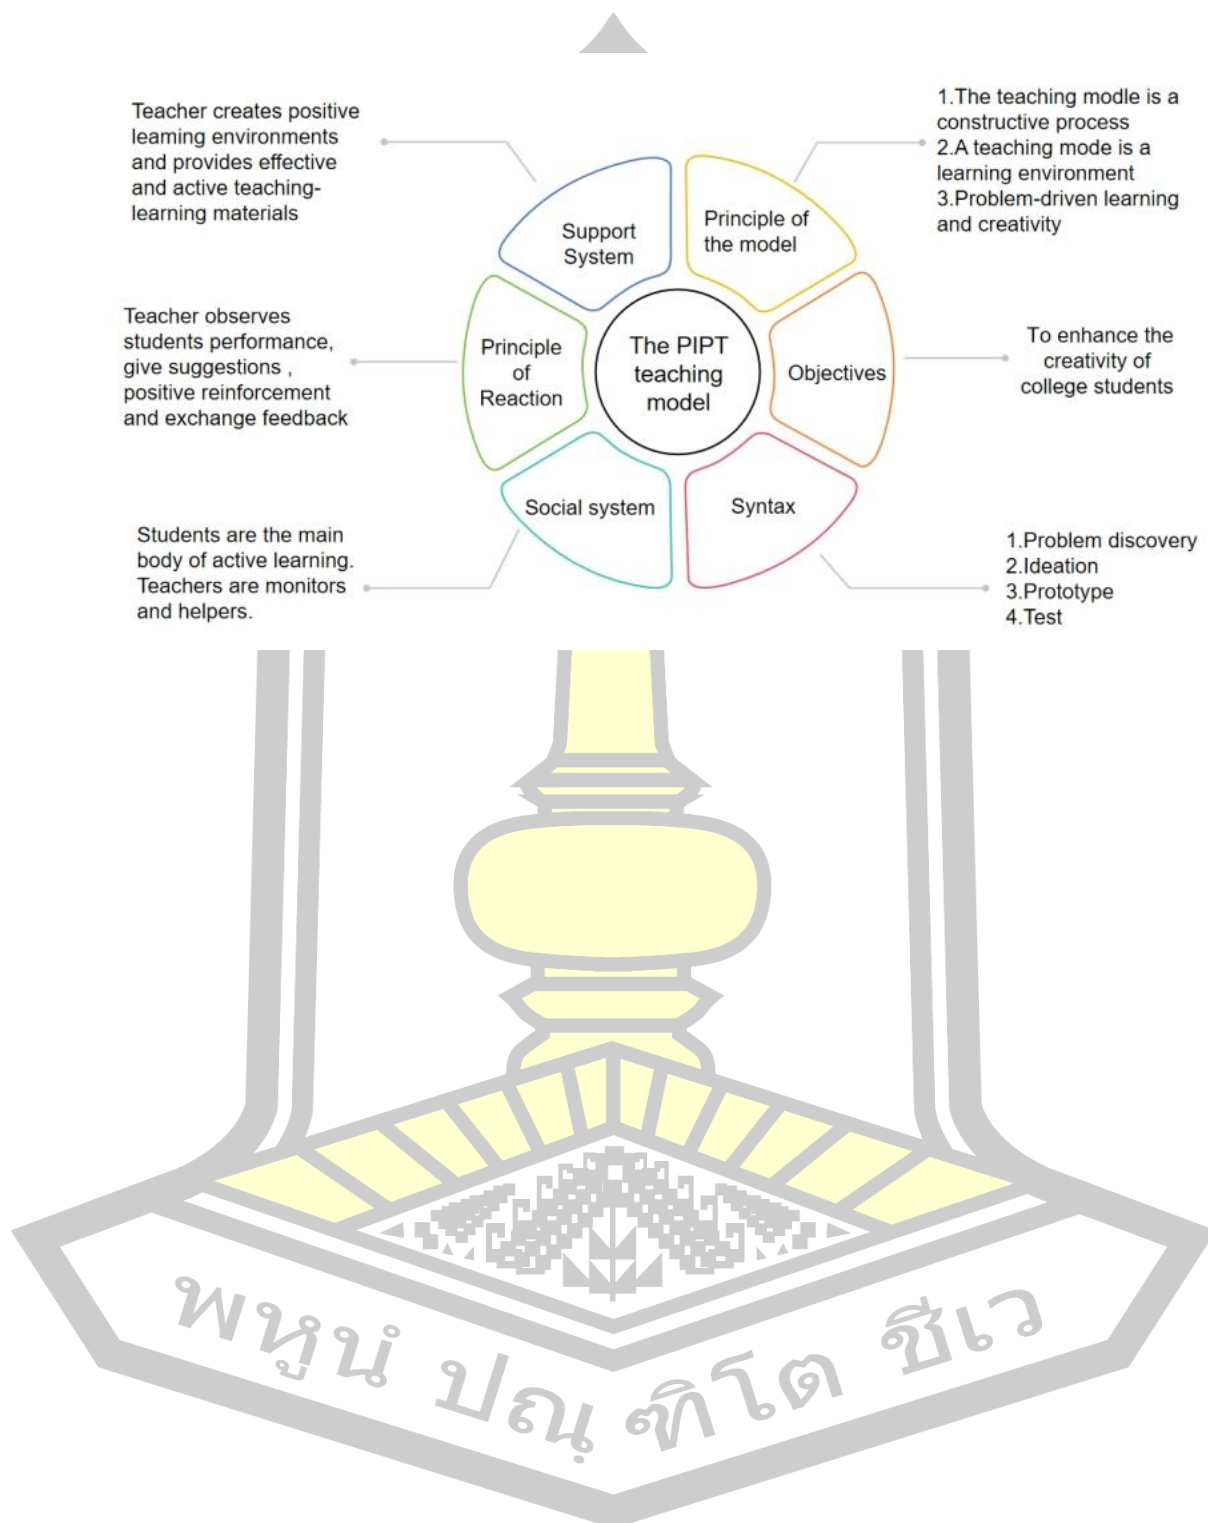 Teacher creates positive
leaming environments
and provides effective
and active teaching-
learning materials
1.The teaching modle is a
constructive process
2.A teaching mode is a
learning environment
3.Problem-driven learning
and creativity
Support
System
Principle of
the model
Teacher observes
students performance,
give suggestions ,
positive reinforcement
and exchange feedback
Principle
of
Reaction
The PIPT
teaching
model
Objectives
To enhance the
creativity of
college students
Social system
Syntax
Students are the main
body of active learning.
Teachers are monitors
and helpers.
1.Problem discovery
2.Ideation
3.Prototype
4.Test
พหูนํ ปณฺฑิโต ชีเว